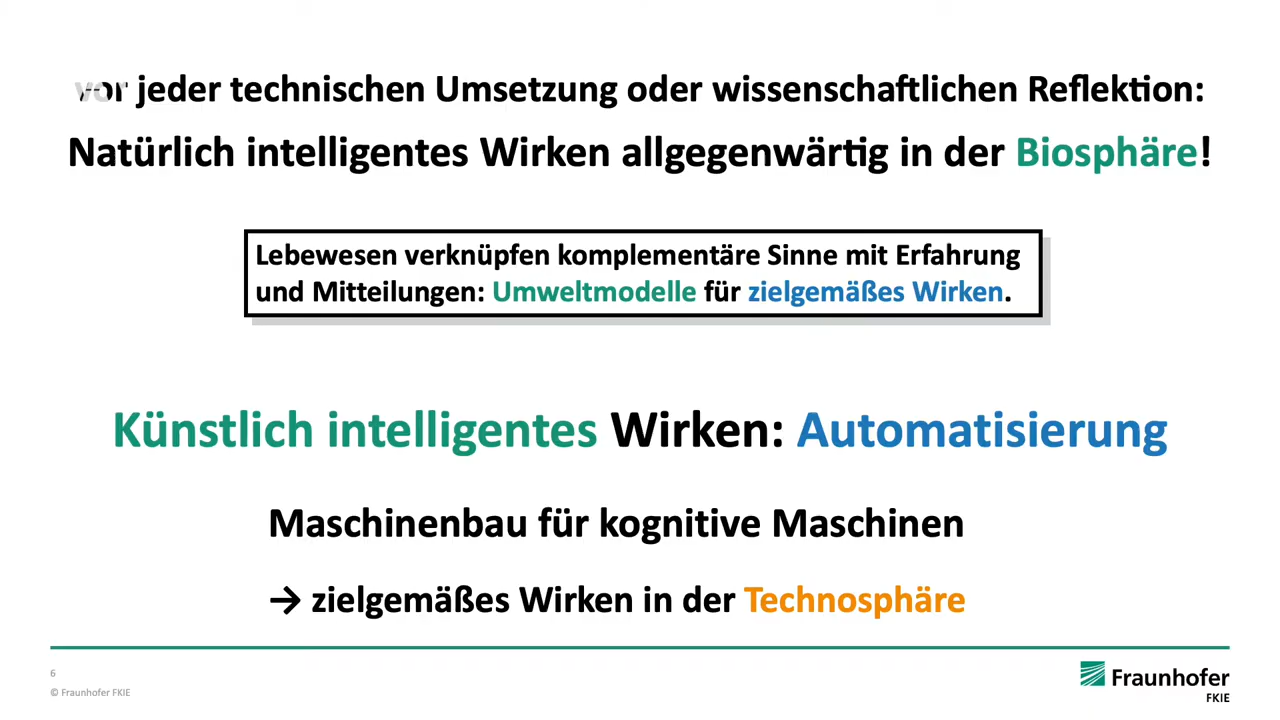 vor jeder technischen Umsetzung oder wissenschaftlichen Reflektion:
Natürlich intelligentes Wirken allgegenwärtig in der Biosphäre!
Lebewesen verknüpfen komplementäre Sinne mit Erfahrung
und Mitteilungen: Umweltmodelle für zielgemäßes Wirken.
Künstlich intelligentes Wirken: Automatisierung
Maschinenbau für kognitive Maschinen
→ zielgemäßes Wirken in der Technosphäre
6
© Fraunhofer FKIE
Fraunhofer
FKIE